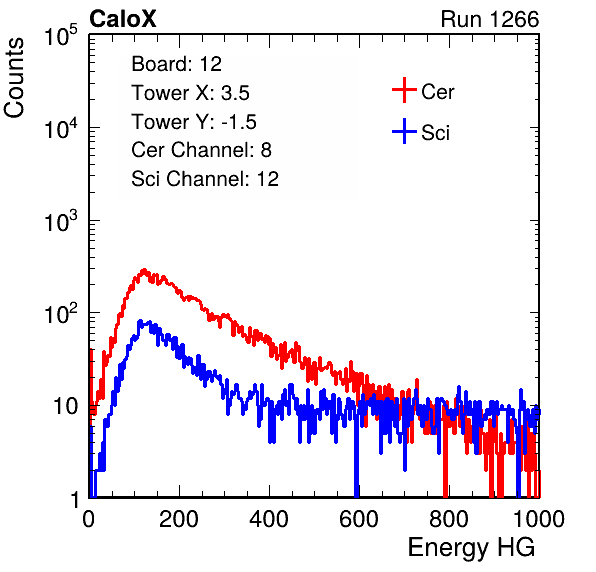 CaloX Run 1266
Counts
10^5
10^4
10^3
10^2
10
1
Board: 12
Tower X: 3.5
Tower Y: -1.5
Cer Channel: 8
Sci Channel: 12
Cer
Sci
0 200 400 600 800 1000
Energy HG